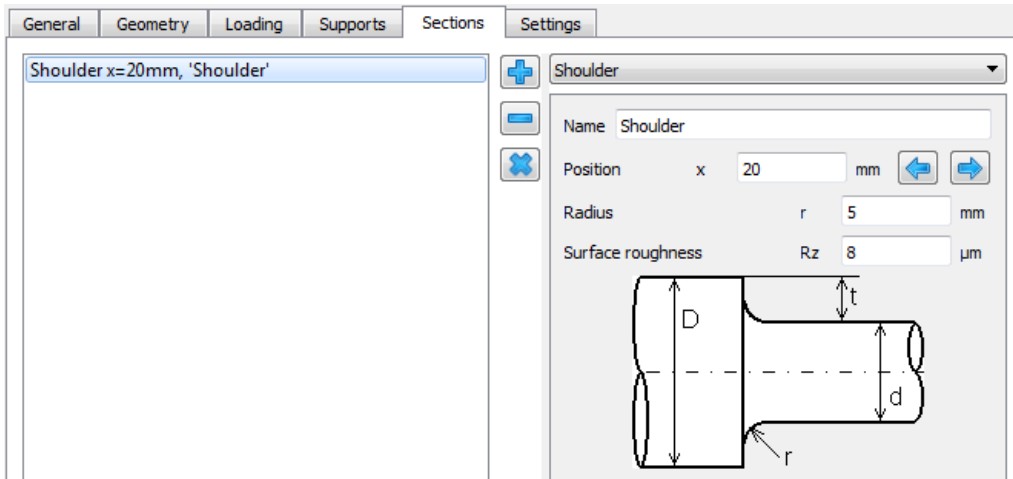 General Geometry Loading Supports Sections Settings
Shoulder x=20mm, 'Shoulder'
Shoulder
Name Shoulder
Position x 20 mm
Radius r 5 mm
Surface roughness Rz 8 µm
t
D
d
r